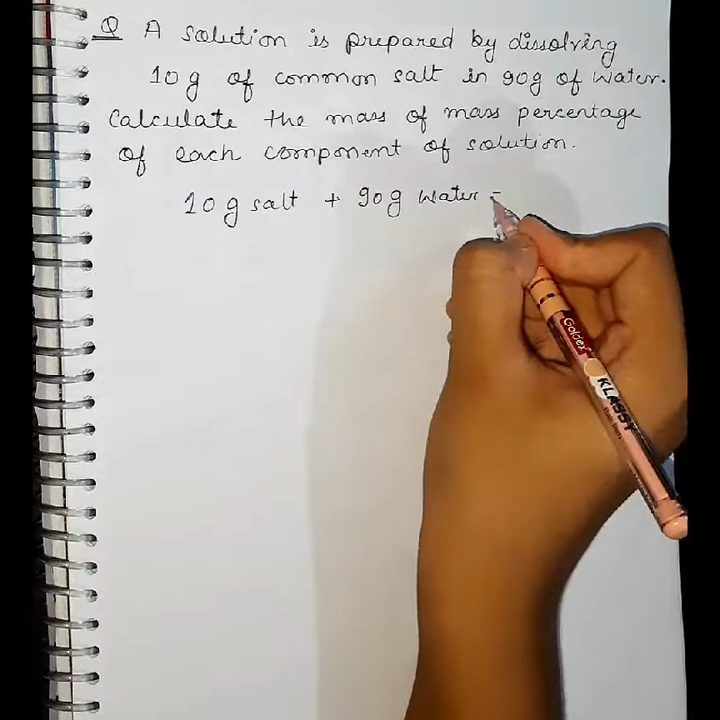 Q A solution is prepared by dissolving
10g of common salt in 90g of water.
Calculate the mass of mass percentage
of each component of solution.
10g salt + 90g water =
Goldex KLASSY